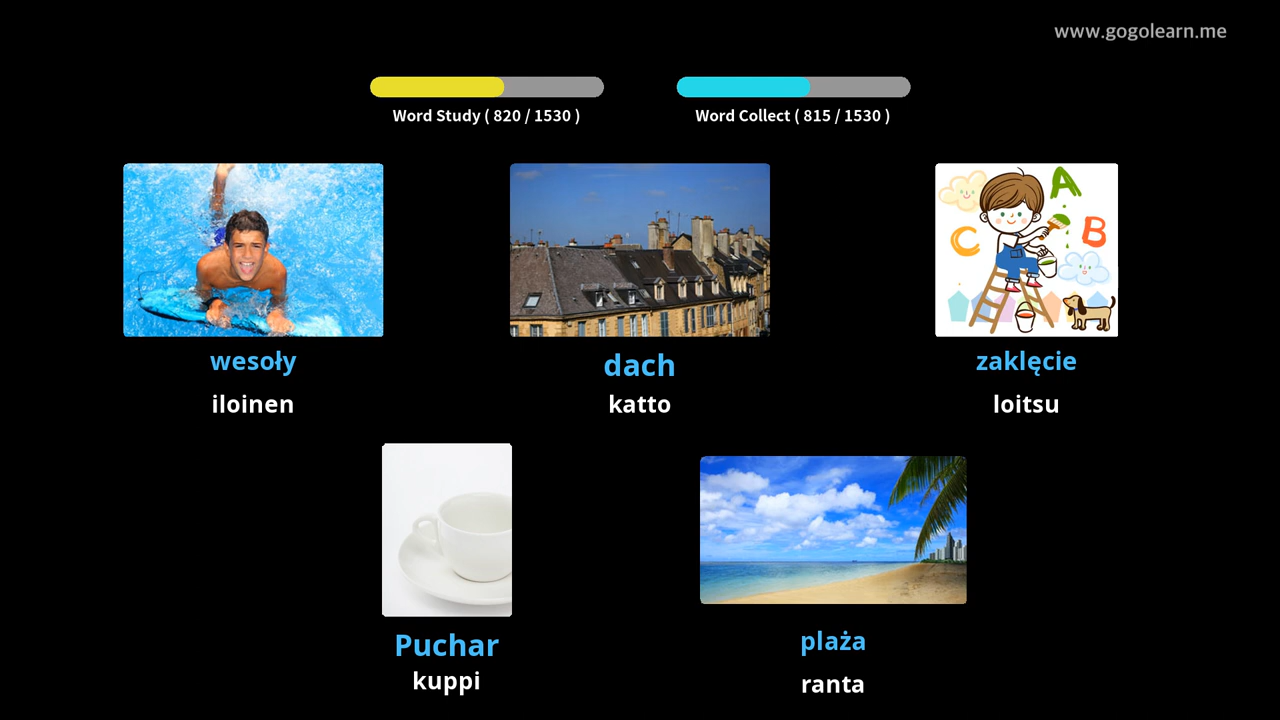 www.gogolearn.me
Word Study ( 820 / 1530 )
Word Collect ( 815 / 1530 )
A
B
C
wesoły
dach
zaklęcie
iloinen
katto
loitsu
Puchar
plaża
kuppi
ranta